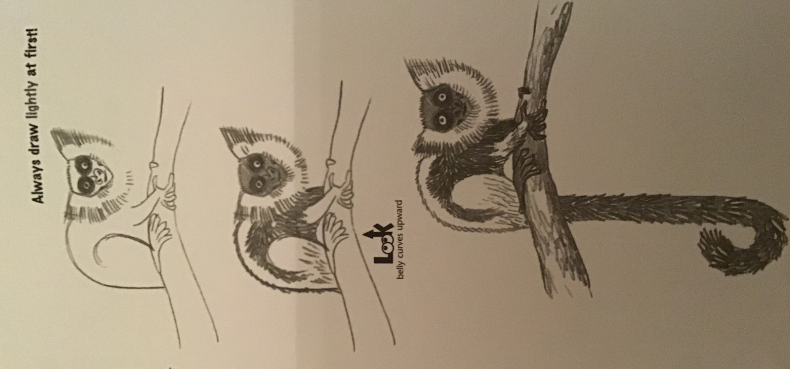 Always draw lightly at first!
Look
belly curves upward